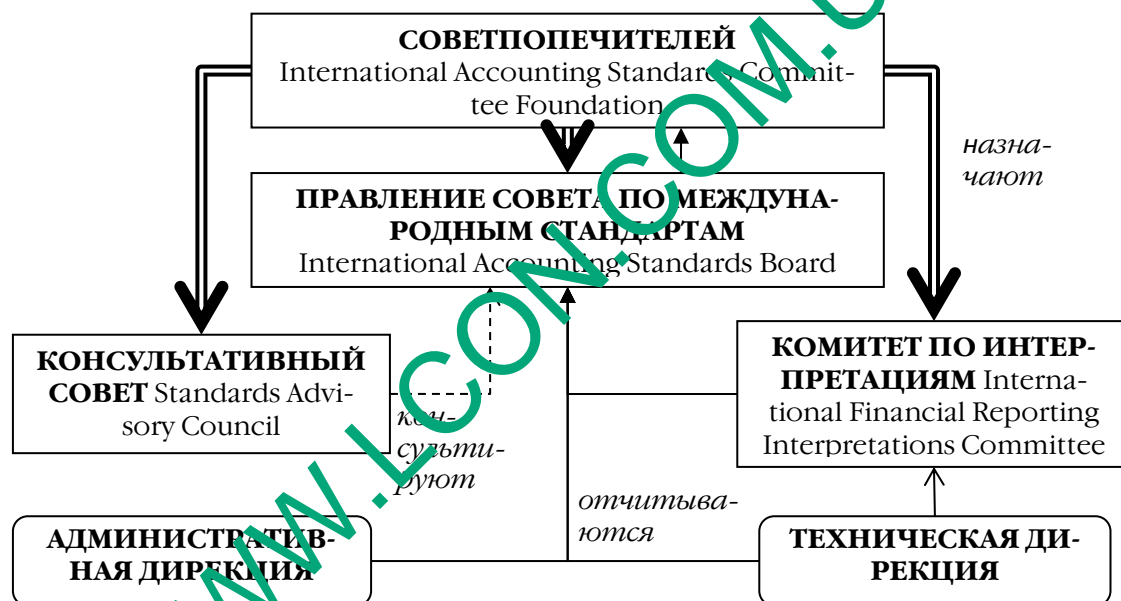 СОВЕТПОПЕЧИТЕЛЕЙ
International Accounting Standards Commit-
tee Foundation
назна-
чают
ПРАВЛЕНИЕ СОВЕТА ПО МЕЖДУНА-
РОДНЫМ СТАНДАРТАМ
International Accounting Standards Board
КОНСУЛЬТАТИВНЫЙ
СОВЕТ Standards Advi-
sory Council
КОМИТЕТ ПО ИНТЕР-
ПРЕТАЦИЯМ Interna-
tional Financial Reporting
Interpretations Committee
кон-
сульти-
руют
отчитыва-
ются
АДМИНИСТРАТИВ-
НАЯ ДИРЕКЦИЯ
ТЕХНИЧЕСКАЯ ДИ-
РЕКЦИЯ
WW.LCON.COM.U